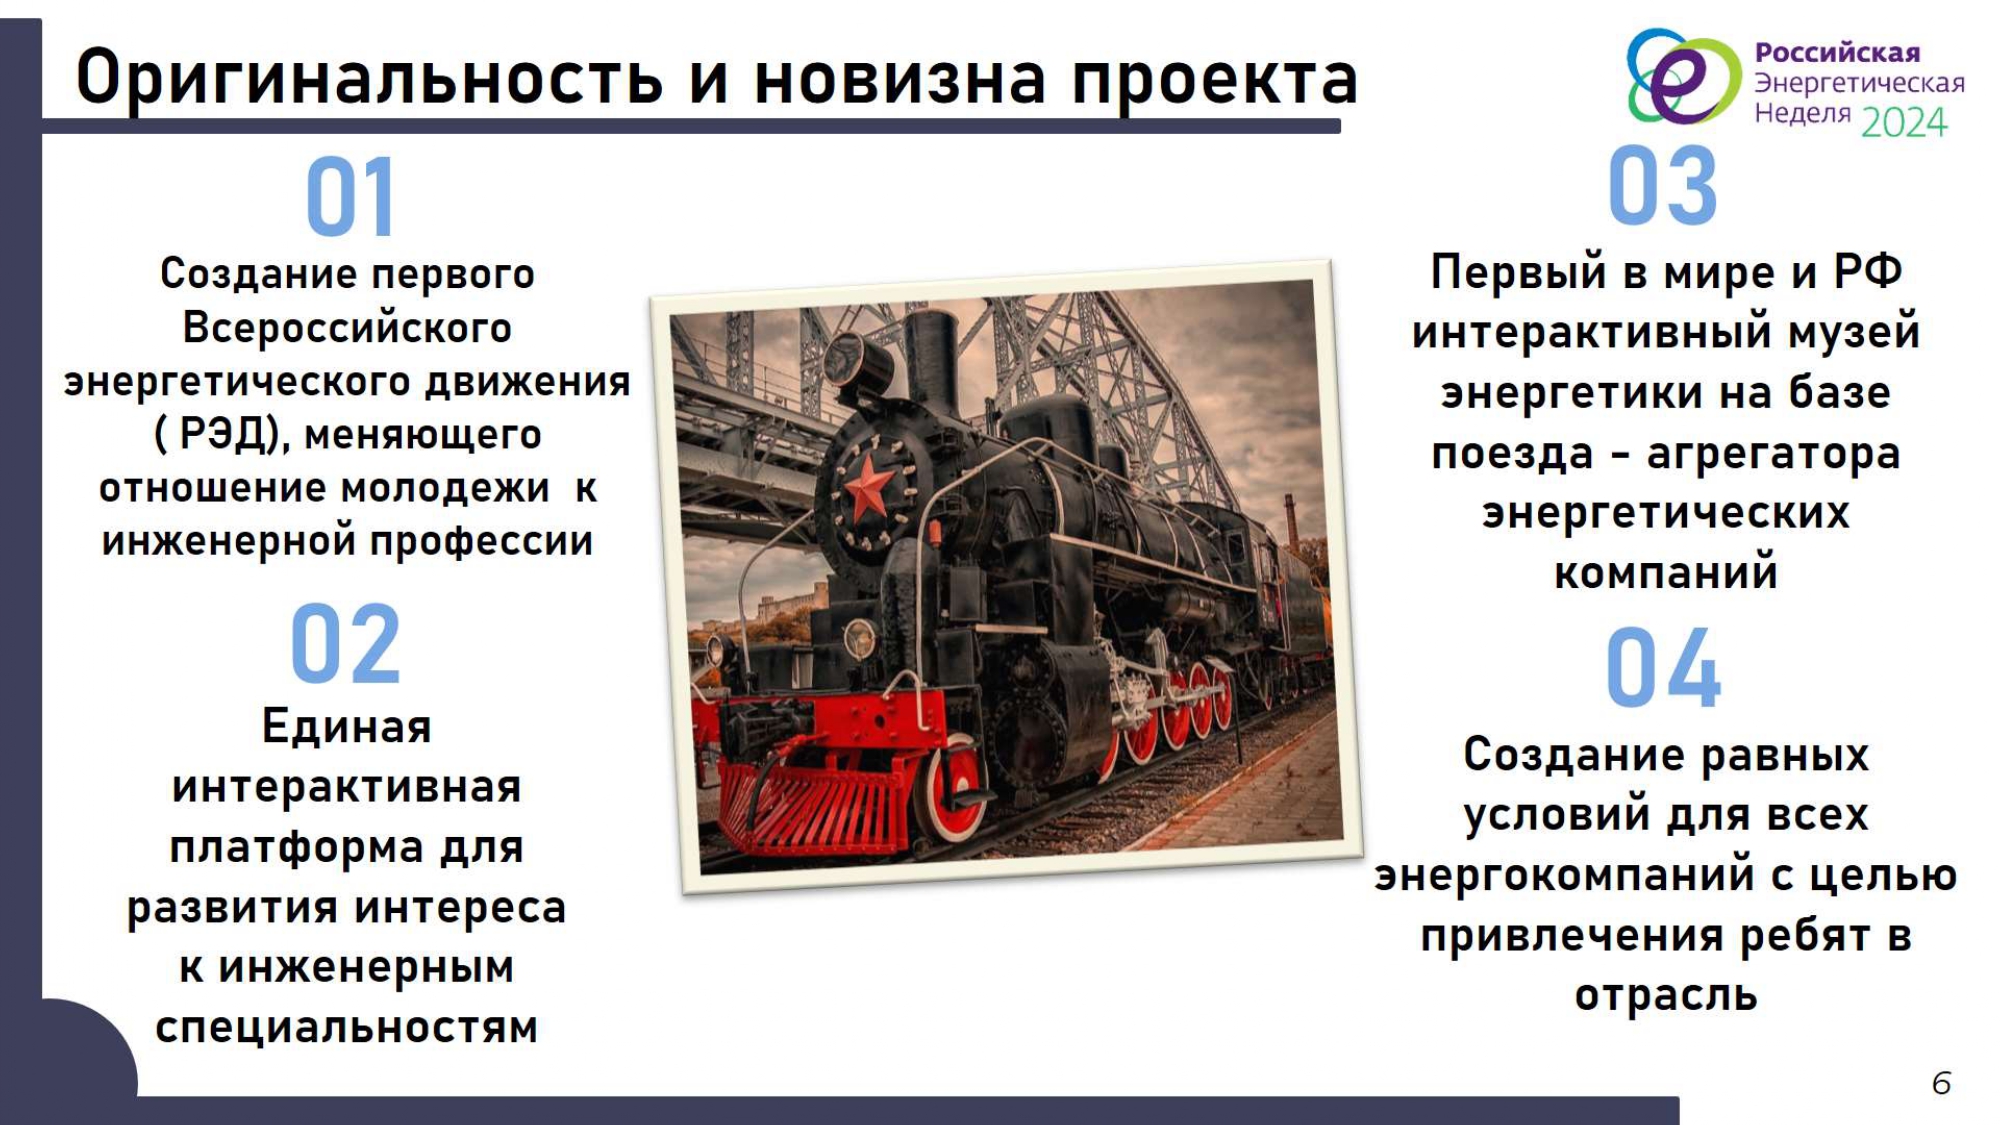 Оригинальность и новизна проекта
Российская
Энергетическая
Неделя 2024
01
Создание первого
Всероссийского
энергетического движения
( РЭД), меняющего
отношение молодежи к
инженерной профессии
02
Единая
интерактивная
платформа для
развития интереса
к инженерным
специальностям
03
Первый в мире и РФ
интерактивный музей
энергетики на базе
поезда - агрегатора
энергетических
компаний
04
Создание равных
условий для всех
энергокомпаний с целью
привлечения ребят в
отрасль
6